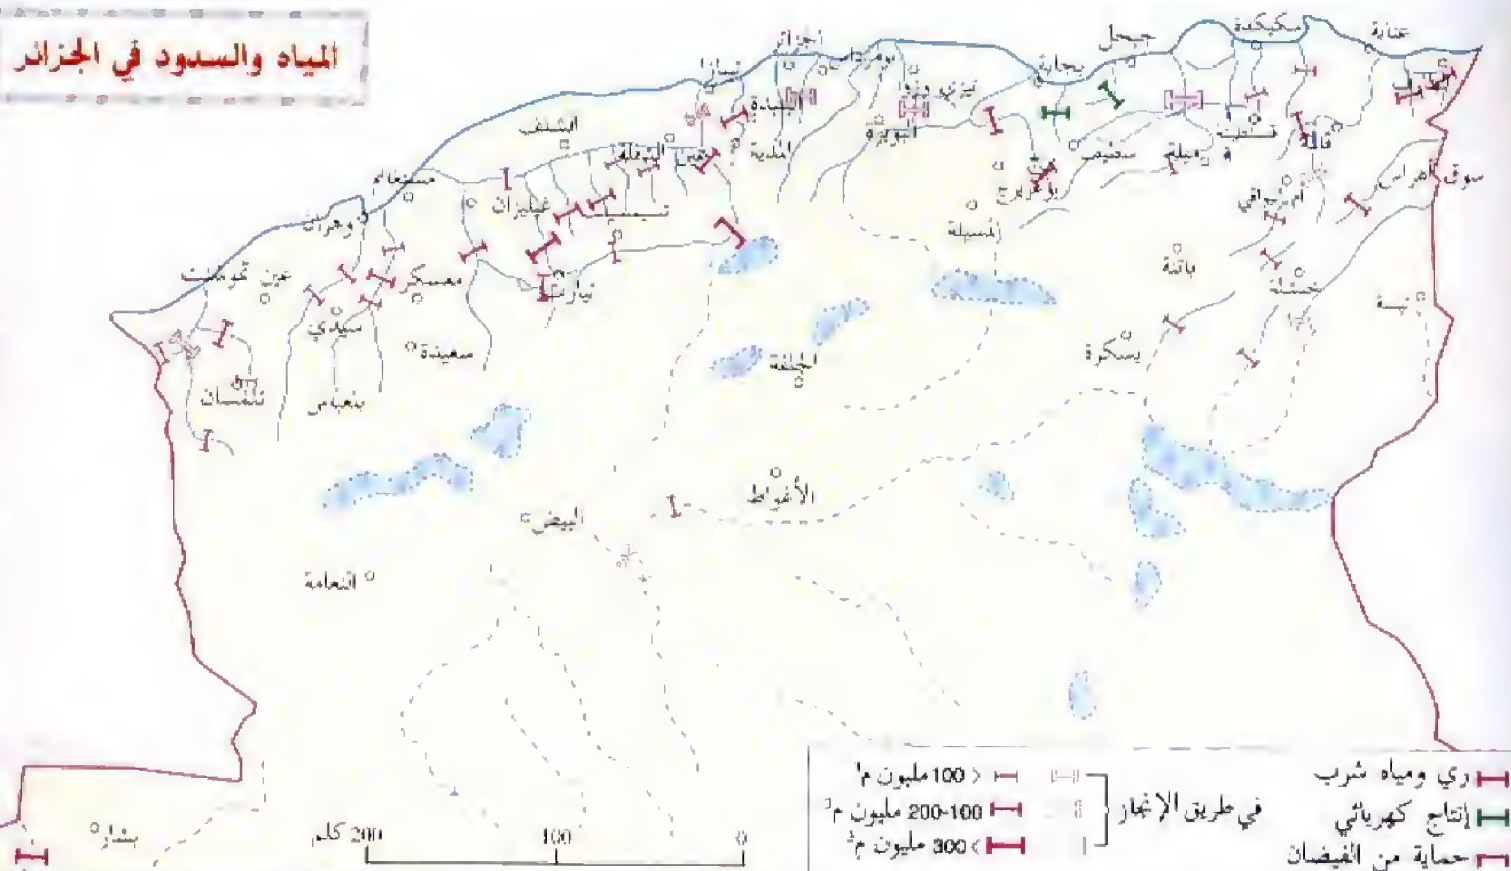 المياه والسدود في الجزائر
عنابة
سكيكدة
جيجل
بجاية
الجزائر
بومرداس
تيبازا
الطارف
تيزي وزو
البليدة
البويرة
المدية
قالمة
قسنطينة
ميلة
سطيف
سوق أهراس
أم البواقي
برج
بوعريريج
الشلف
عين الدفلة
مستغانم
غيليزان
تيسمسيلت
وهران
المسيلة
باتنة
خنشلة
تبسة
عين تموشنت
معسكر
تيارت
سيدي
بلعباس
سعيدة
تلمسان
الجلفة
بسكرة
الأغواط
البيض
النعامة
بشار
0 100 200 كلم
ري ومياه شرب
إنتاج كهربائي
حماية من الفيضان
في طريق الإنجاز
< 100 مليون م³
100-200 مليون م³
> 300 مليون م³